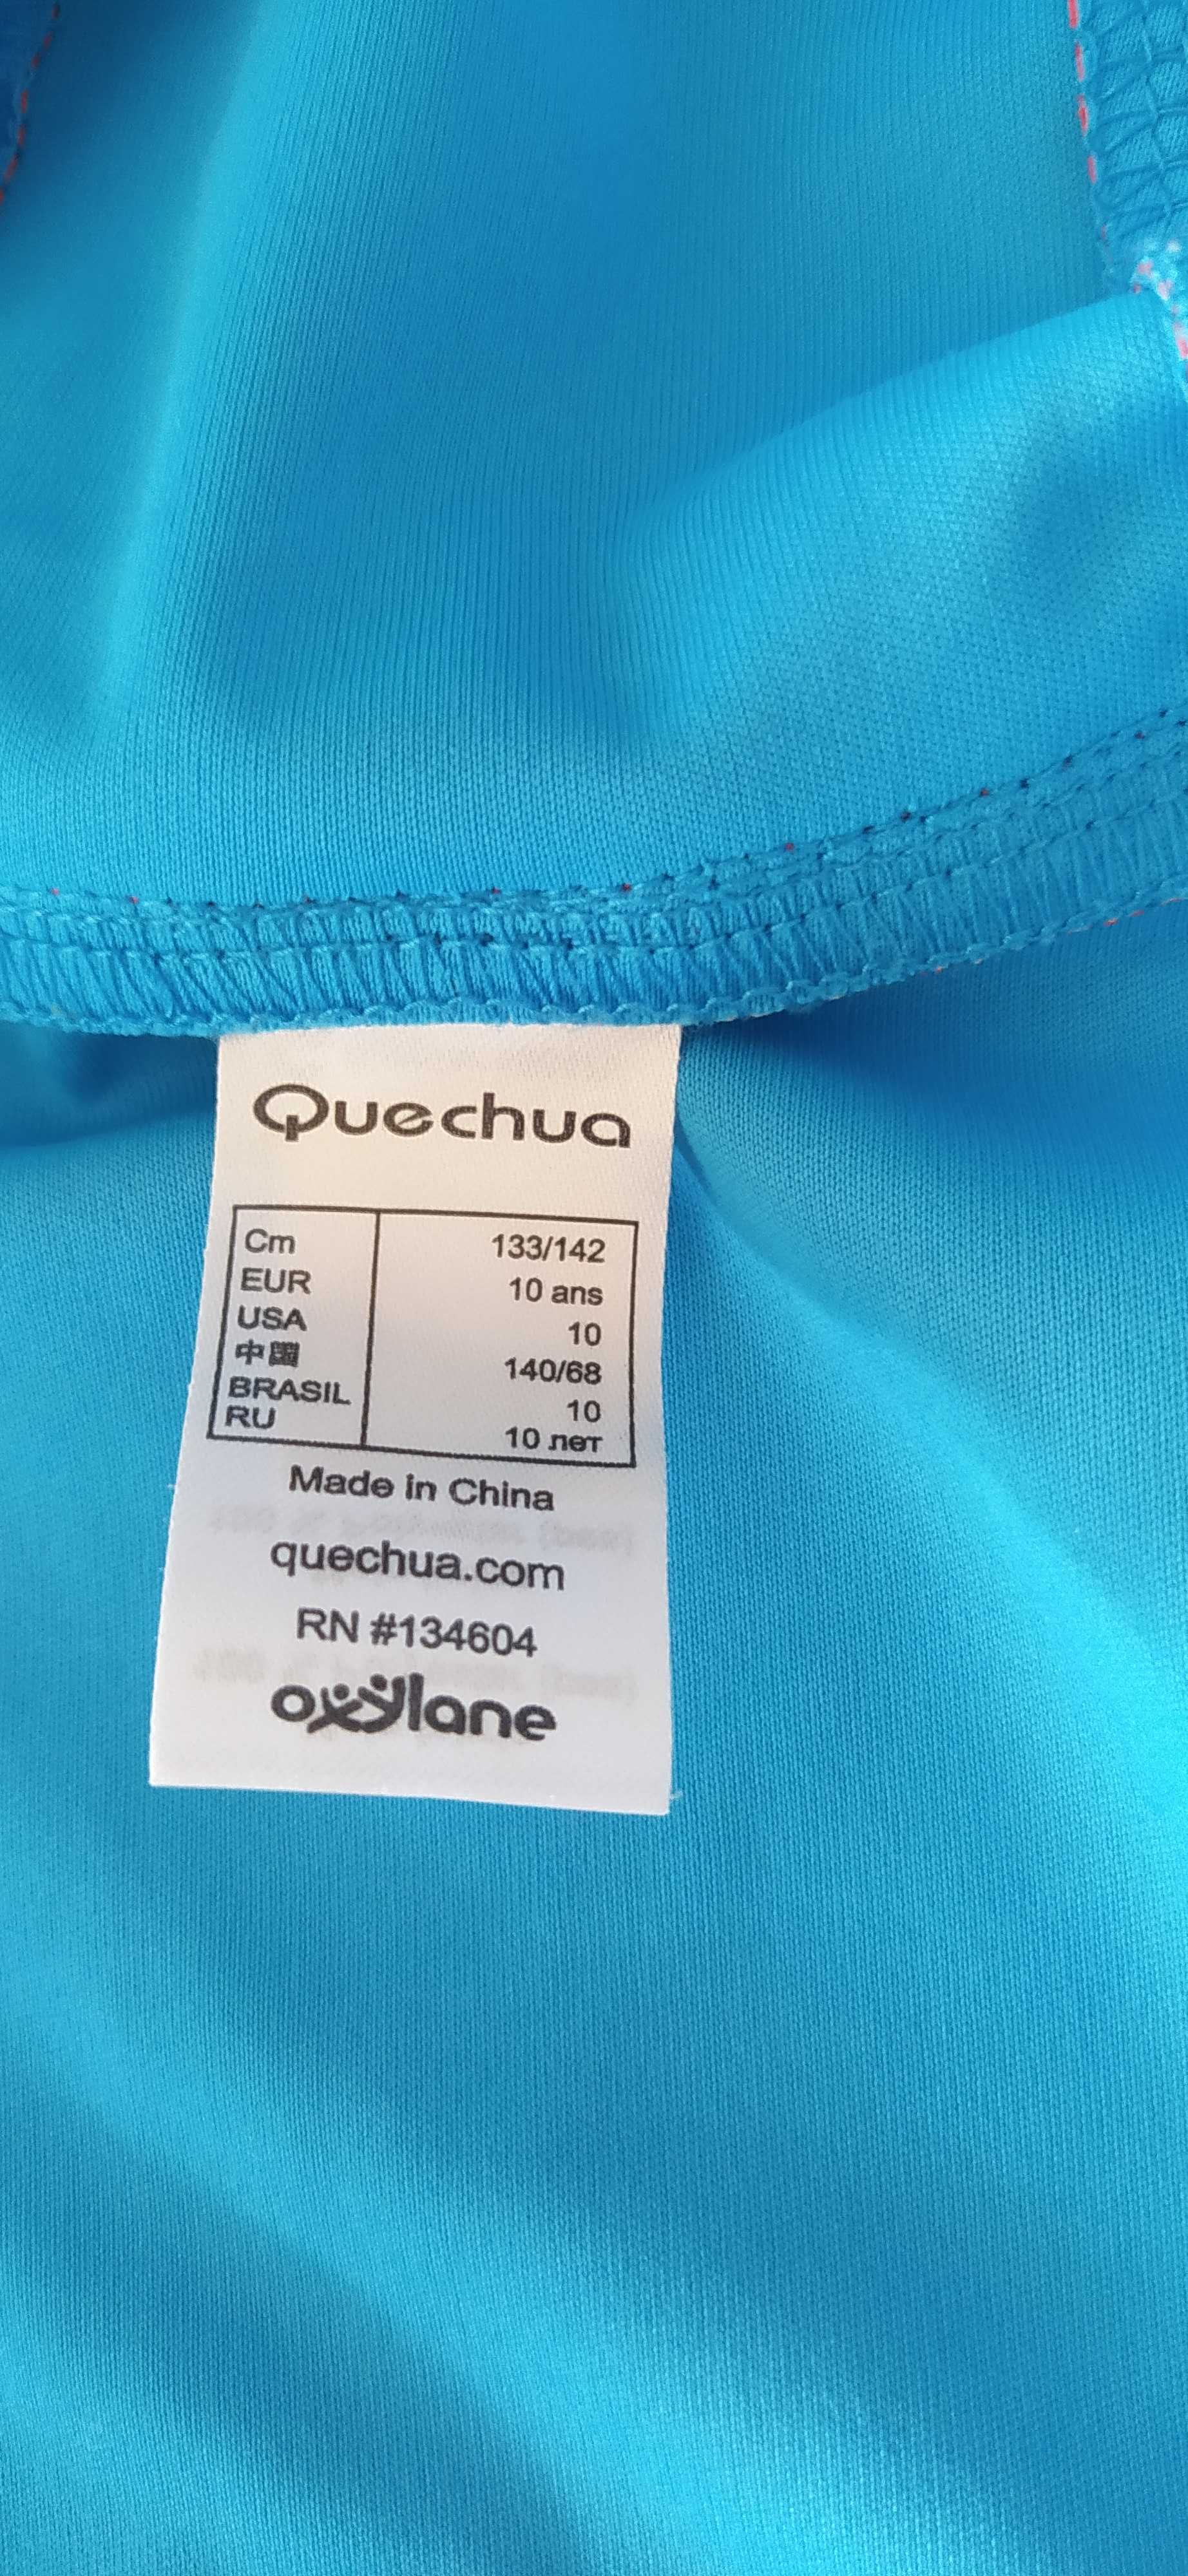 Quechua
Cm 133/142
EUR 10 ans
USA 10
中國 140/68
BRASIL 10
RU 10 лет
Made in China
quechua.com
RN #134604
oxylane